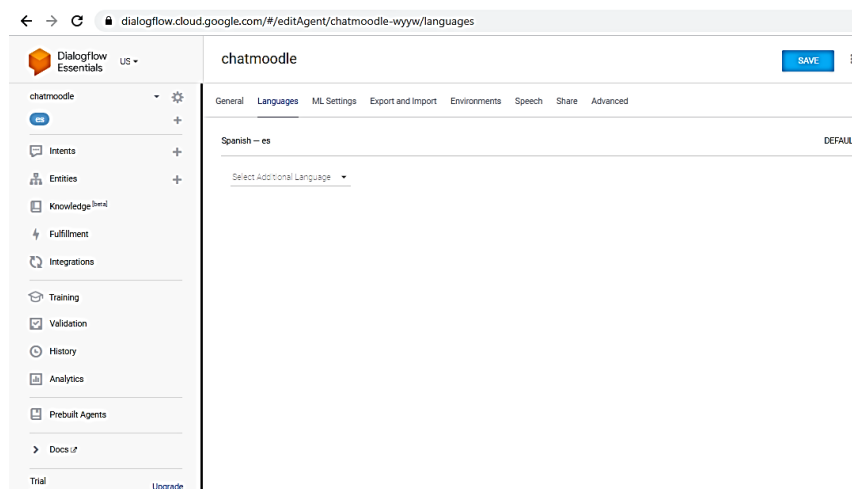 dialogflow.cloud.google.com/#/editAgent/chatmoodle-wyyw/languages
Dialogflow
Essentials
US
chatmoodle
SAVE
chatmoodle
es
General Languages ML Settings Export and Import Environments Speech Share Advanced
Spanish — es
DEFAUL
Select Additional Language
Intents
Entities
Knowledge [beta]
Fulfillment
Integrations
Training
Validation
History
Analytics
Prebuilt Agents
Docs
Trial
Upgrade